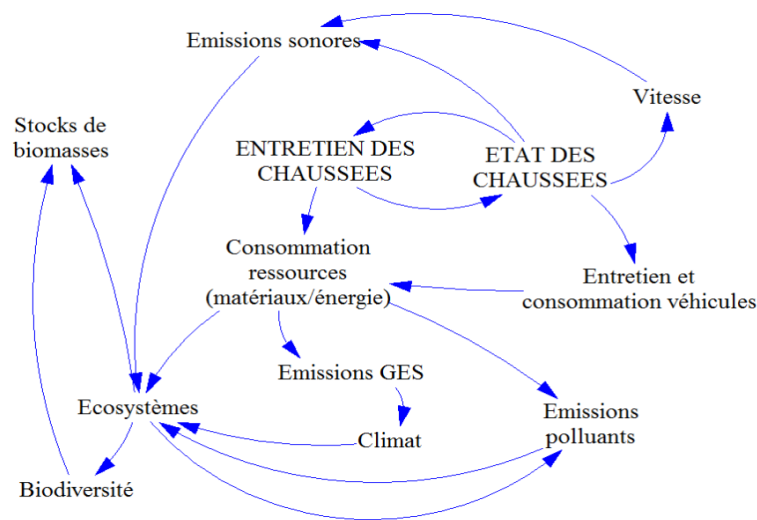 Emissions sonores
Vitesse
Stocks de
biomasses
ENTRETIEN DES
CHAUSSEES
ETAT DES
CHAUSSEES
Consommation
ressources
(matériaux/énergie)
Entretien et
consommation véhicules
Emissions GES
Ecosystèmes
Emissions
polluants
Climat
Biodiversité